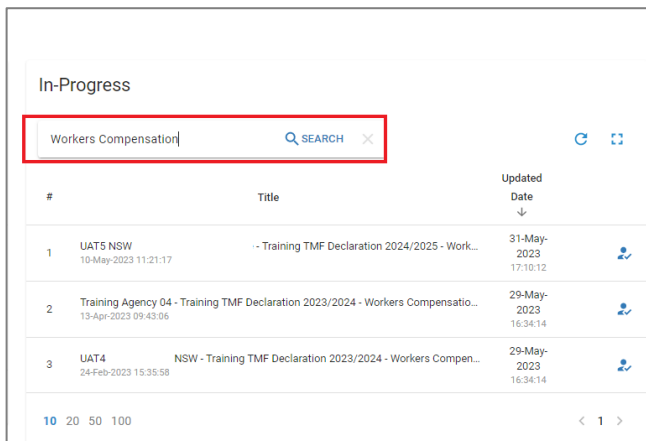 In-Progress
Workers Compensation
SEARCH
# Title Updated Date
1 UAT5 NSW - Training TMF Declaration 2024/2025 - Work... 31-May-2023
10-May-2023 11:21:17 17:10:12
2 Training Agency 04 - Training TMF Declaration 2023/2024 - Workers Compensatio... 29-May-2023
13-Apr-2023 09:43:06 16:34:14
3 UAT4 NSW - Training TMF Declaration 2023/2024 - Workers Compen... 29-May-2023
24-Feb-2023 15:35:58 16:34:14
10 20 50 100 < 1 >